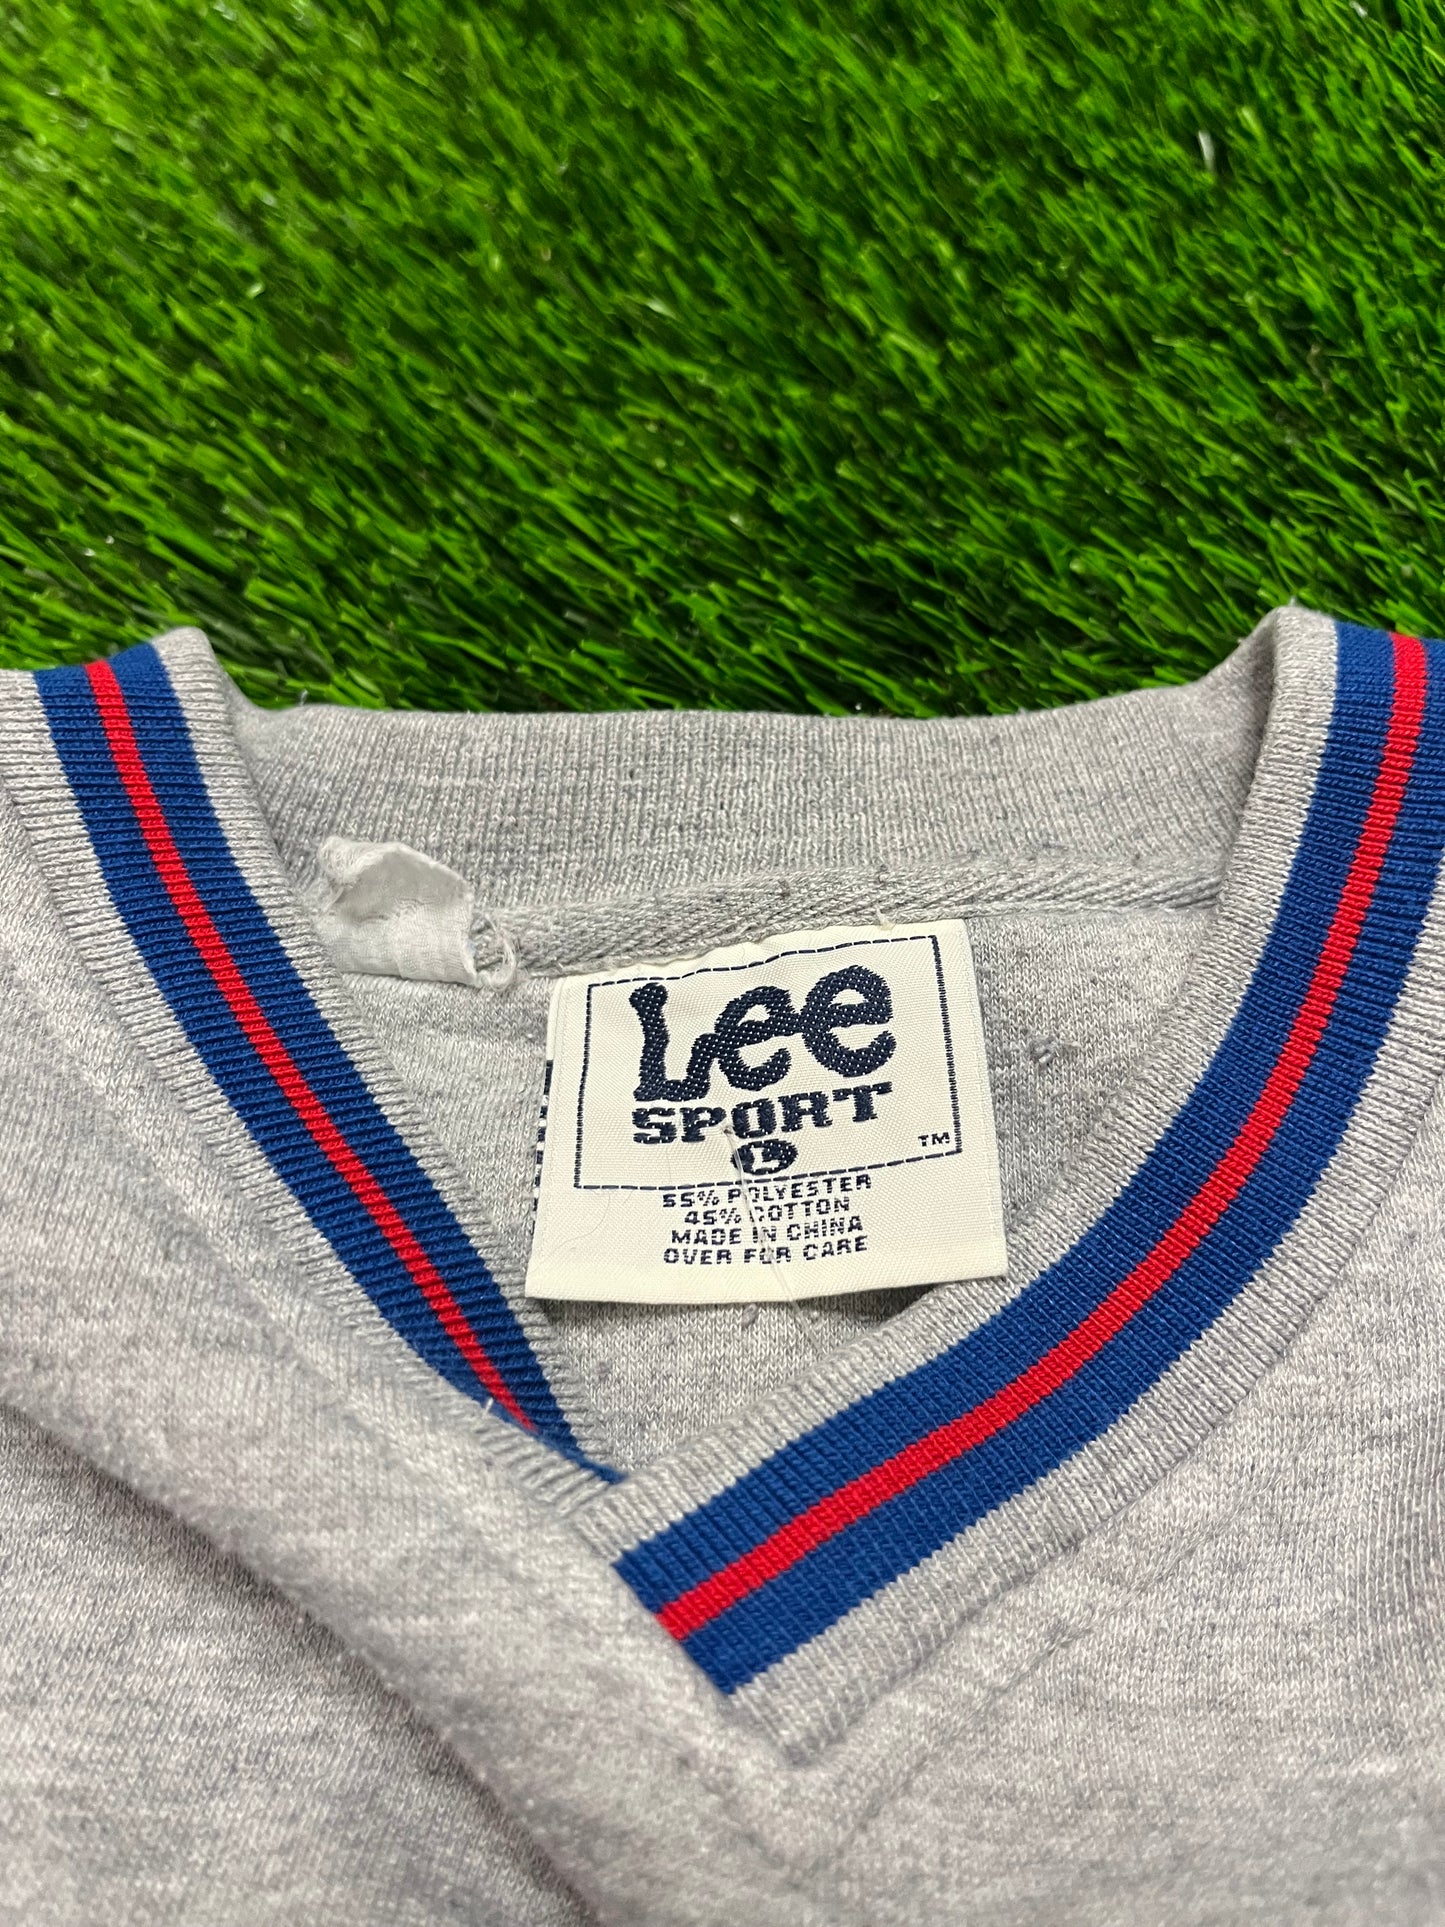 Lee
SPORT
TM
L
55% POLYESTER
45% COTTON
MADE IN CHINA
OVER FOR CARE